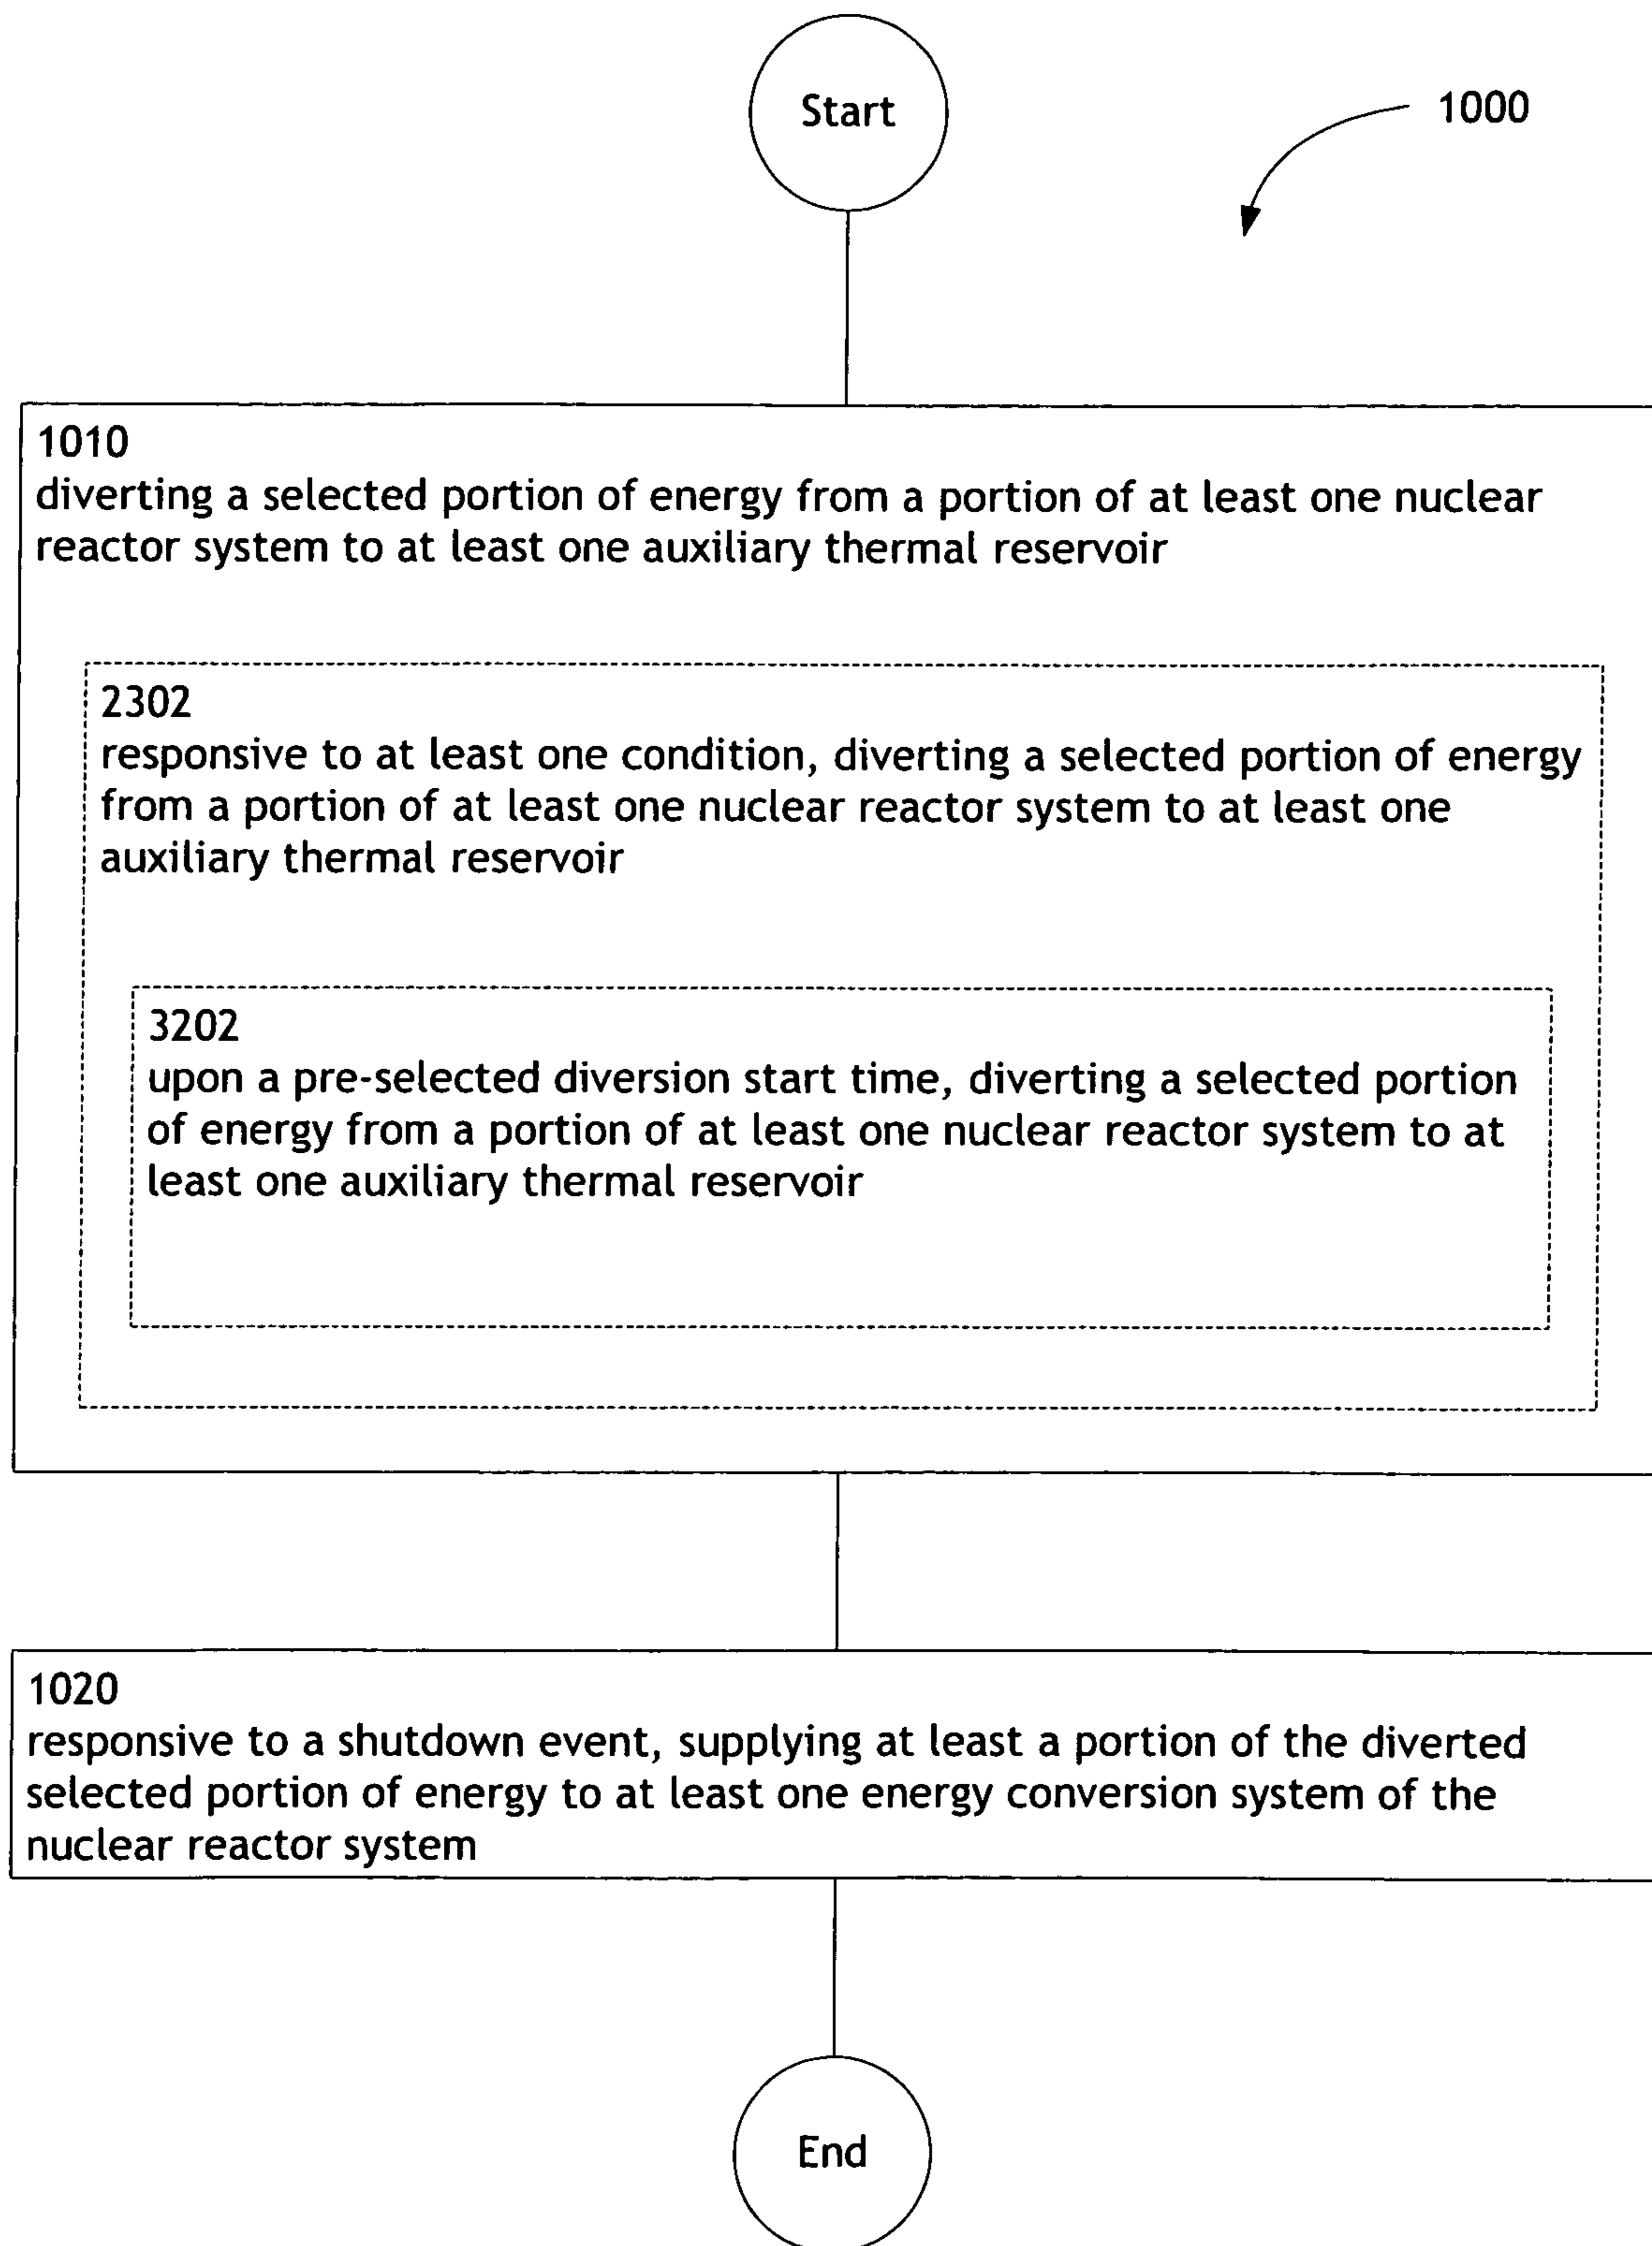 Start
1000
1010
diverting a selected portion of energy from a portion of at least one nuclear
reactor system to at least one auxiliary thermal reservoir
2302
responsive to at least one condition, diverting a selected portion of energy
from a portion of at least one nuclear reactor system to at least one
auxiliary thermal reservoir
3202
upon a pre-selected diversion start time, diverting a selected portion
of energy from a portion of at least one nuclear reactor system to at
least one auxiliary thermal reservoir
1020
responsive to a shutdown event, supplying at least a portion of the diverted
selected portion of energy to at least one energy conversion system of the
nuclear reactor system
End